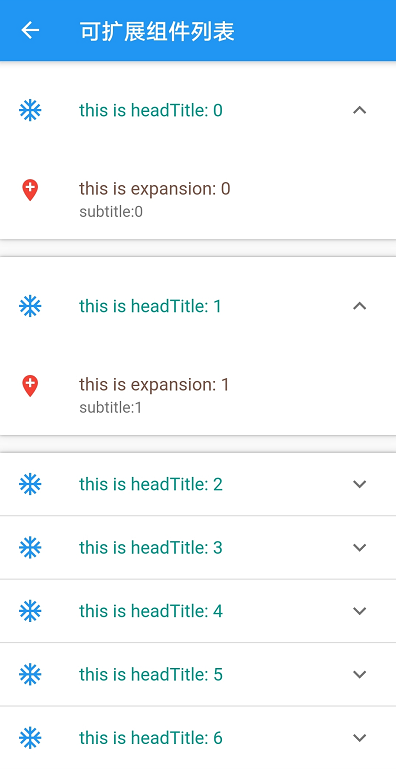 可扩展组件列表
this is headTitle: 0
this is expansion: 0
subtitle:0
this is headTitle: 1
this is expansion: 1
subtitle:1
this is headTitle: 2
this is headTitle: 3
this is headTitle: 4
this is headTitle: 5
this is headTitle: 6